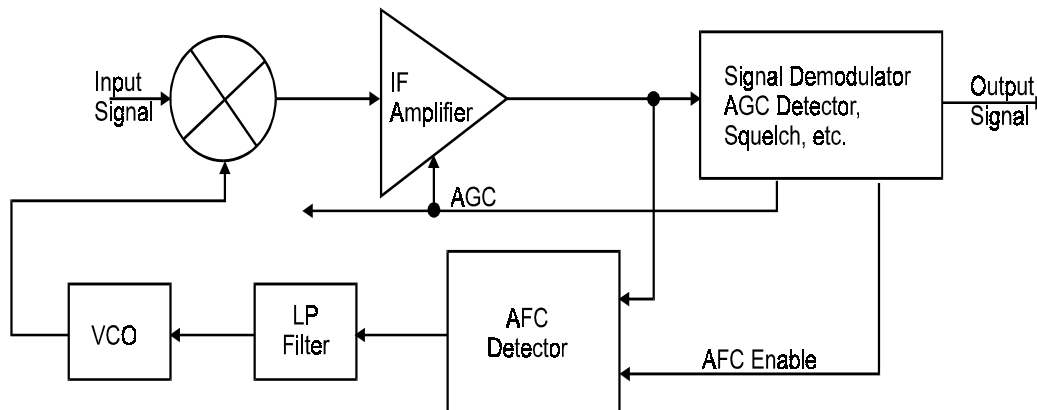 Input
Signal
IF
Amplifier
Signal Demodulator
AGC Detector,
Squelch, etc.
Output
Signal
AGC
VCO
LP
Filter
AFC
Detector
AFC Enable